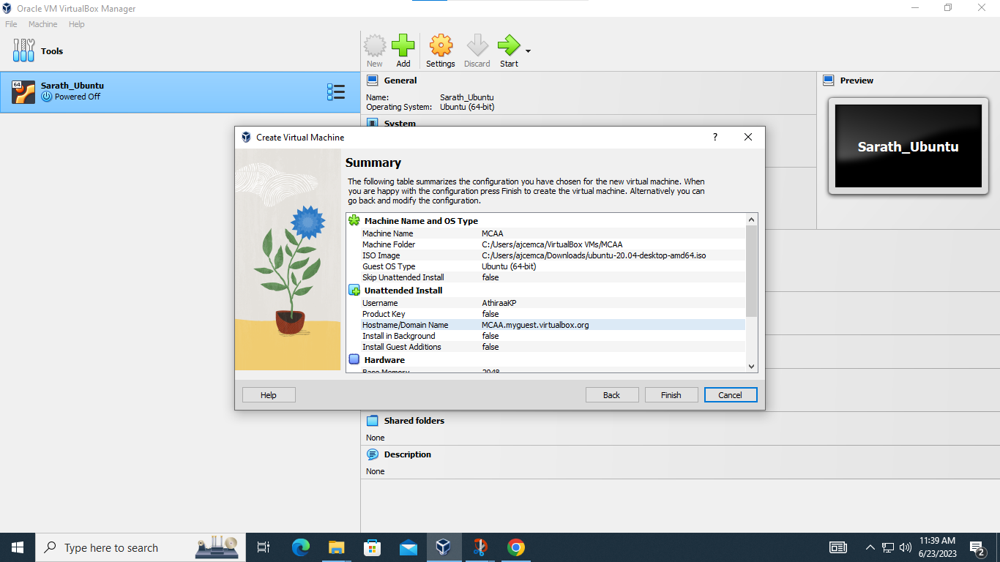 Oracle VM VirtualBox Manager
File Machine Help
Tools
New Add Settings Discard Start
64
Sarath_Ubuntu
Powered Off
General
Name: Sarath_Ubuntu
Operating System: Ubuntu (64-bit)
System
Preview
Sarath_Ubuntu
Create Virtual Machine
?
Summary
The following table summarizes the configuration you have chosen for the new virtual machine. When
you are happy with the configuration press Finish to create the virtual machine. Alternatively you can
go back and modify the configuration.
Machine Name and OS Type
Machine Name MCAA
Machine Folder C:/Users/ajcemca/VirtualBox VMs/MCAA
ISO Image C:/Users/ajcemca/Downloads/ubuntu-20.04-desktop-amd64.iso
Guest OS Type Ubuntu (64-bit)
Skip Unattended Install false
Unattended Install
Username AthiraaKP
Product Key false
Hostname/Domain Name MCAA.myguest.virtualbox.org
Install in Background false
Install Guest Additions false
Hardware
Base Memory 2048
Help Back Finish Cancel
Shared folders
None
Description
None
Type here to search
11:39 AM
6/23/2023
2